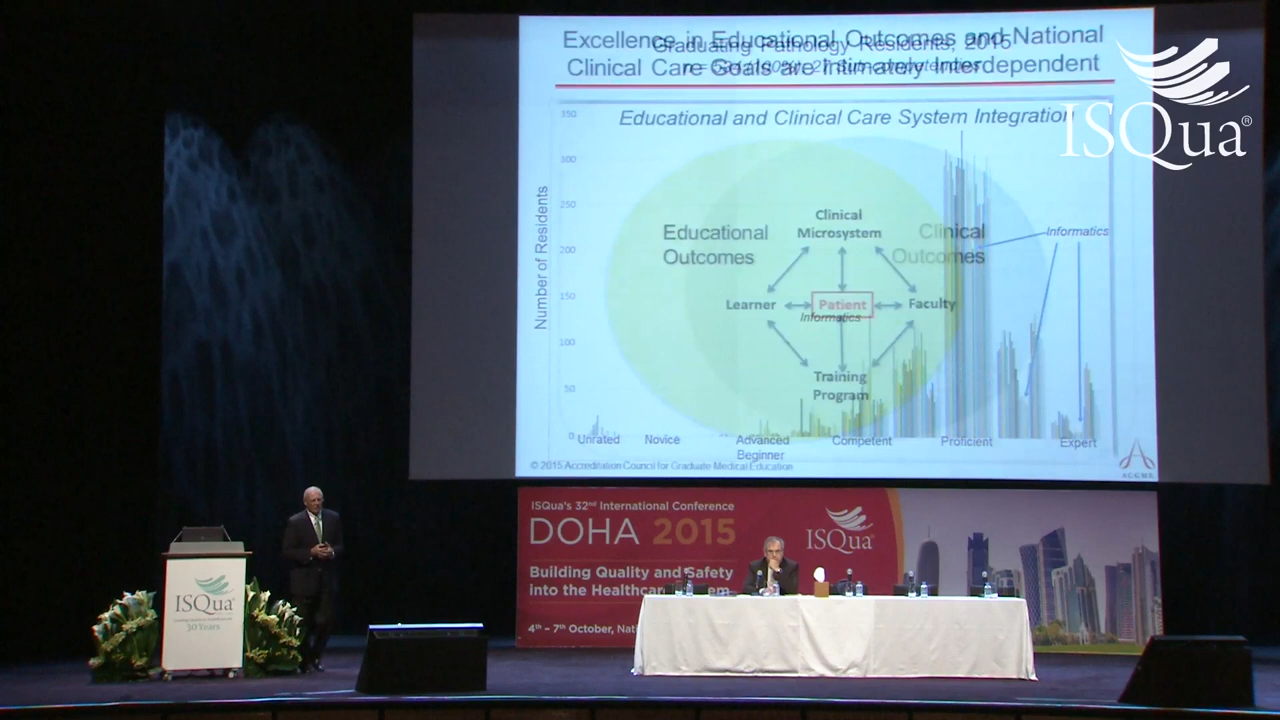 Excellence in Educational Outcomes and National
Graduating Pathology Residents, 2015
Clinical Care Goals are Intimately Interdependent
ISQua®
Educational and Clinical Care System Integration
350
300
250
200
150
100
50
0
Number of Residents
Educational
Outcomes
Clinical
Microsystem
Clinical
Outcomes
Informatics
Learner
Patient
Faculty
Informatics
Training
Program
Unrated
Novice
Advanced
Beginner
Competent
Proficient
Expert
© 2015 Accreditation Council for Graduate Medical Education
ACGME
ISQua's 32nd International Conference
DOHA 2015
ISQua
Building Quality and Safety
into the Healthcare
4th – 7th October,
ISQua
30 Years